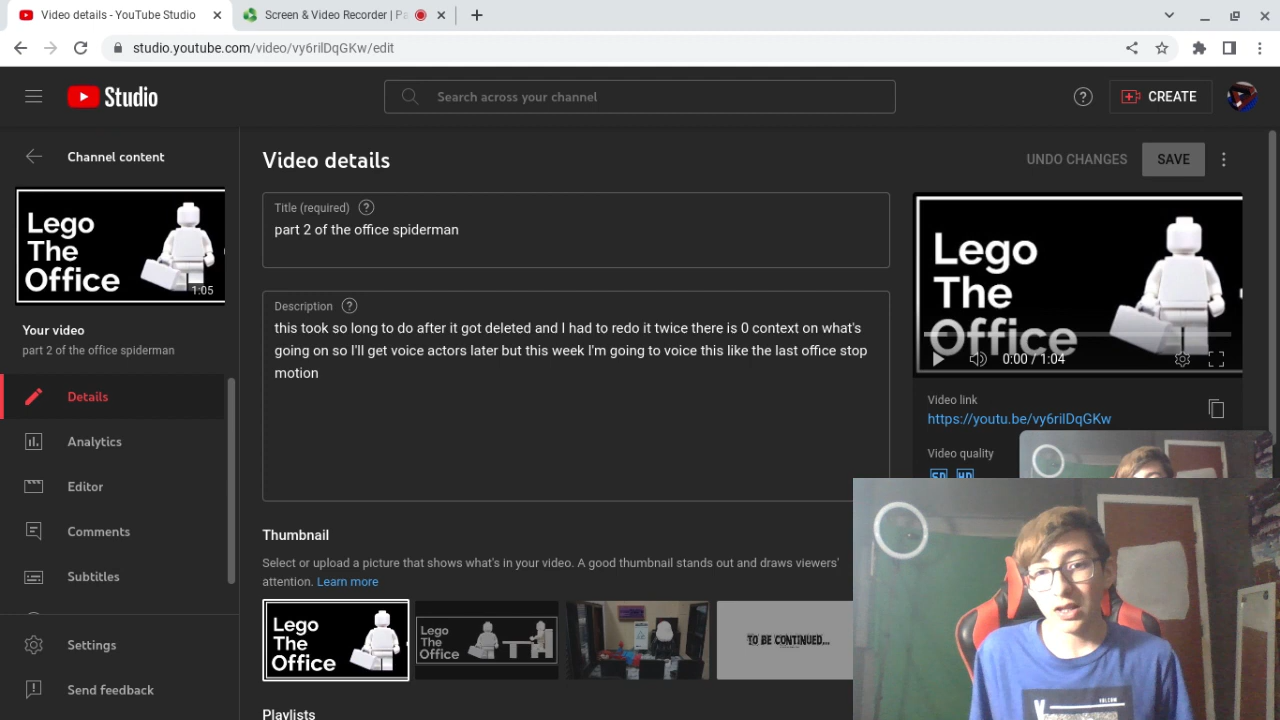 Video details - YouTube Studio
Screen & Video Recorder | Pa
studio.youtube.com/video/vy6rilDqGKw/edit
Studio
Search across your channel
CREATE
Channel content
Lego
The
Office
1:05
Your video
part 2 of the office spiderman
Details
Analytics
Editor
Comments
Subtitles
Settings
Send feedback
Video details
UNDO CHANGES
SAVE
Title (required)
part 2 of the office spiderman
Description
this took so long to do after it got deleted and I had to redo it twice there is 0 context on what's
going on so I'll get voice actors later but this week I'm going to voice this like the last office stop
motion
Lego
The
Office
0:00 / 1:04
Video link
https://youtu.be/vy6rilDqGKw
Video quality
SD HD
Thumbnail
Select or upload a picture that shows what's in your video. A good thumbnail stands out and draws viewers'
attention. Learn more
Lego
The
Office
Lego
The
Office
TO BE CONTINUED...
Playlists